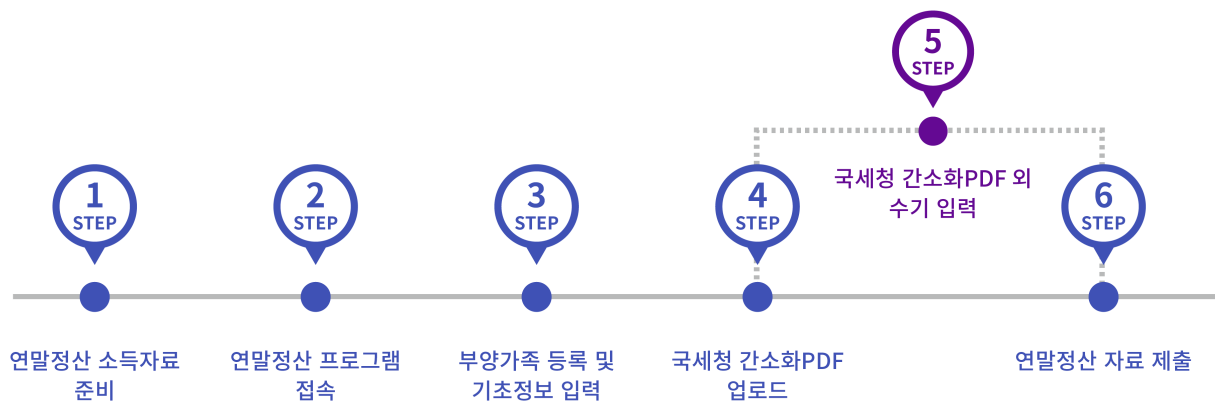 1
STEP
연말정산 소득자료
준비
2
STEP
연말정산 프로그램
접속
3
STEP
부양가족 등록 및
기초정보 입력
4
STEP
국세청 간소화PDF
업로드
5
STEP
국세청 간소화PDF 외
수기 입력
6
STEP
연말정산 자료 제출